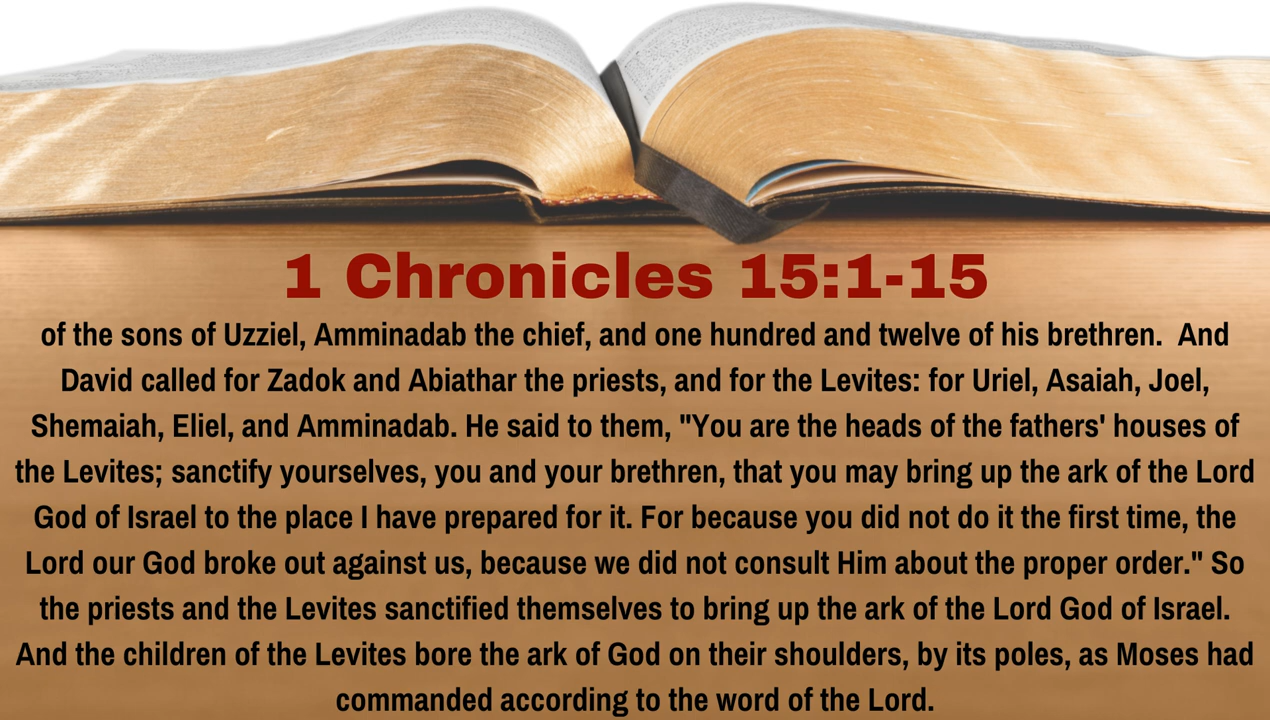 1 Chronicles 15:1-15
of the sons of Uzziel, Amminadab the chief, and one hundred and twelve of his brethren.  And
David called for Zadok and Abiathar the priests, and for the Levites: for Uriel, Asaiah, Joel,
Shemaiah, Eliel, and Amminadab. He said to them, "You are the heads of the fathers' houses of
the Levites; sanctify yourselves, you and your brethren, that you may bring up the ark of the Lord
God of Israel to the place I have prepared for it. For because you did not do it the first time, the
Lord our God broke out against us, because we did not consult Him about the proper order." So
the priests and the Levites sanctified themselves to bring up the ark of the Lord God of Israel.
And the children of the Levites bore the ark of God on their shoulders, by its poles, as Moses had
commanded according to the word of the Lord.